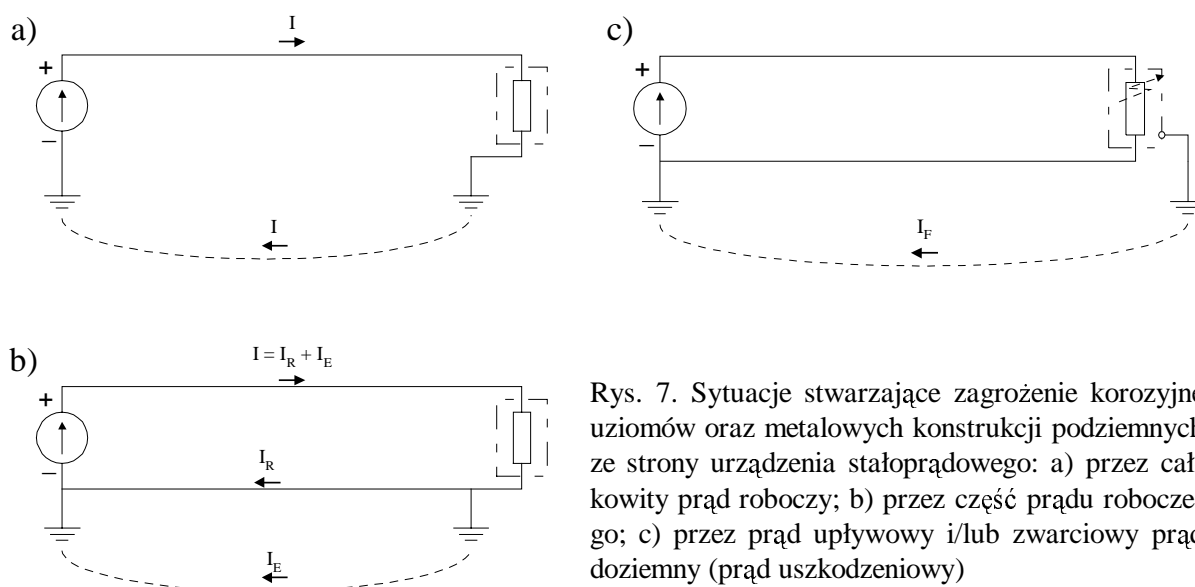 a)
I
+
−
I
c)
+
−
I_F
b)
I = I_R + I_E
+
−
I_R
I_E
Rys. 7. Sytuacje stwarzające zagrożenie korozyjne
uziomów oraz metalowych konstrukcji podziemnych
ze strony urządzenia stałoprądowego: a) przez cał-
kowity prąd roboczy; b) przez część prądu robocze-
go; c) przez prąd upływowy i/lub zwarciowy prąd
doziemny (prąd uszkodzeniowy)